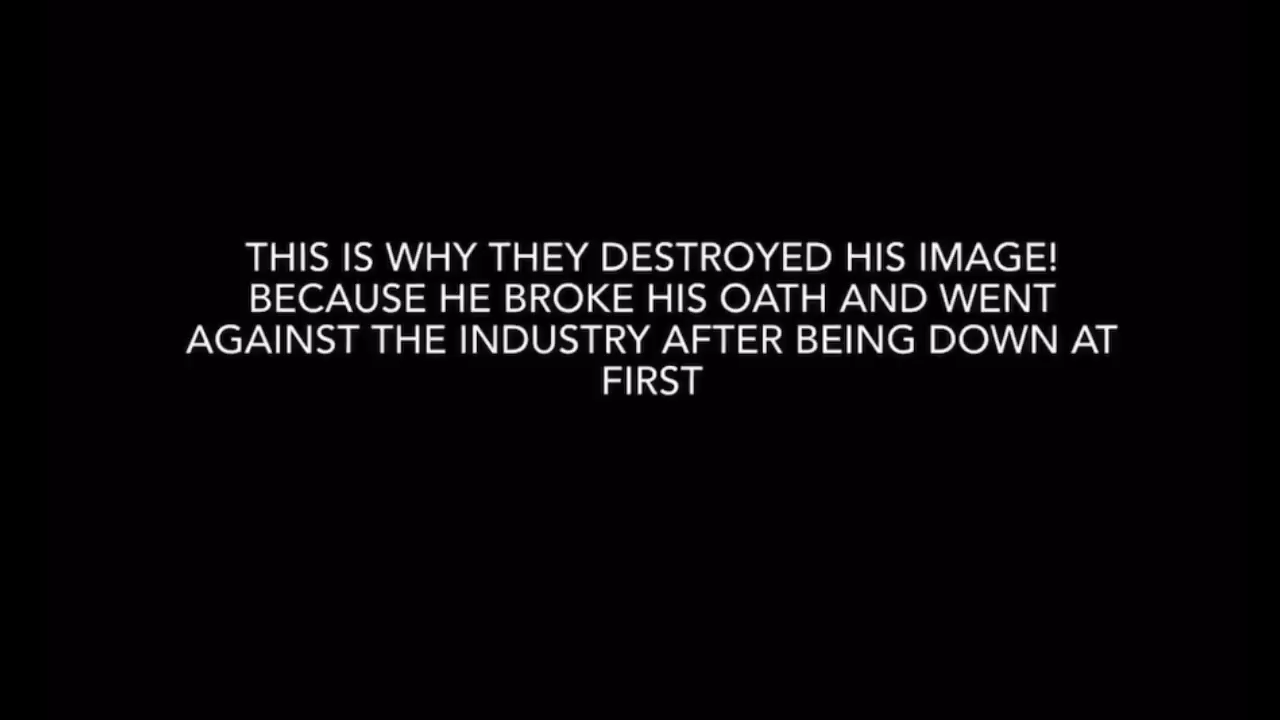 THIS IS WHY THEY DESTROYED HIS IMAGE!
BECAUSE HE BROKE HIS OATH AND WENT
AGAINST THE INDUSTRY AFTER BEING DOWN AT
FIRST